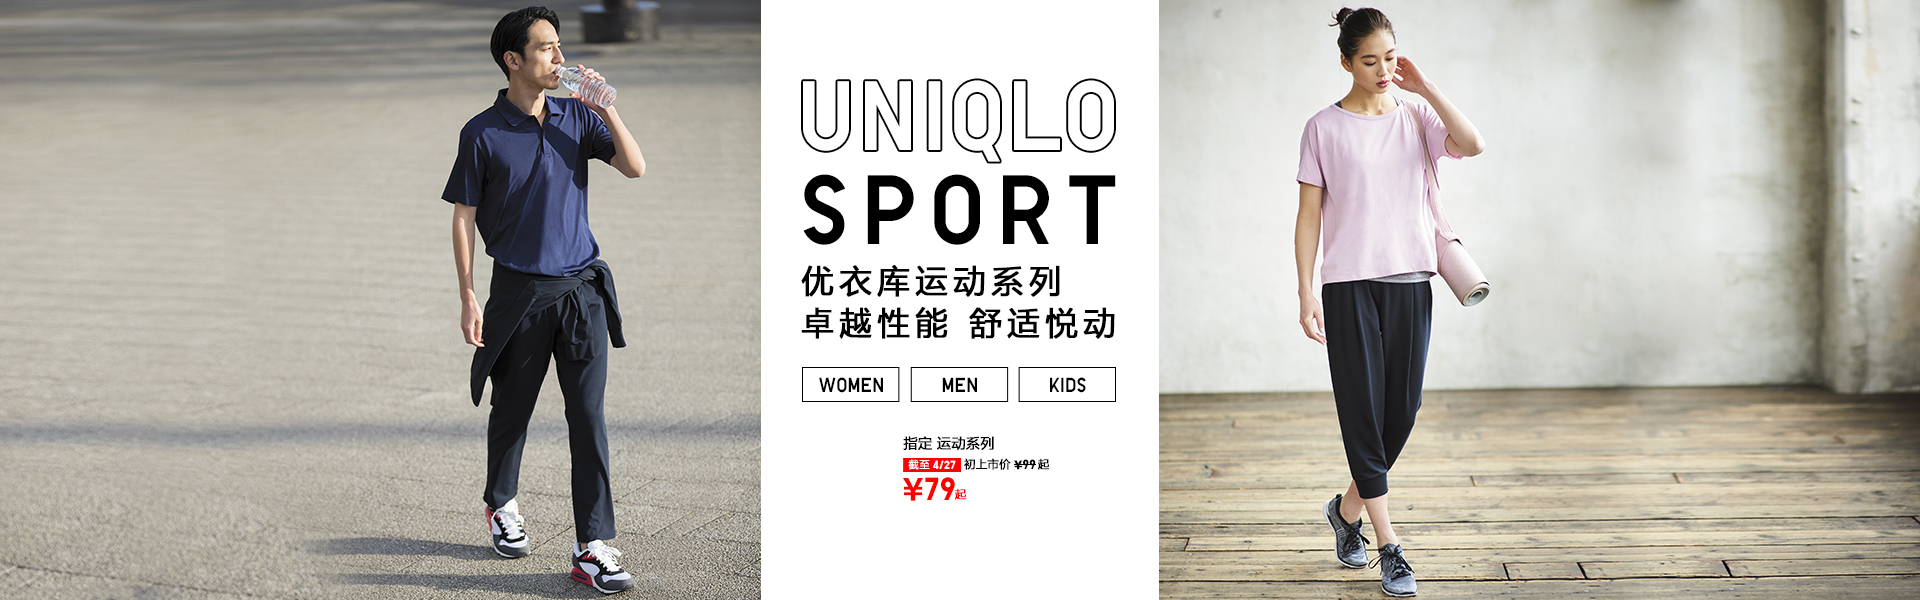 UNIQLO
SPORT
优衣库运动系列
卓越性能 舒适悦动
WOMEN MEN KIDS
指定 运动系列
截至 4/27 初上市价 ¥99起
¥79起